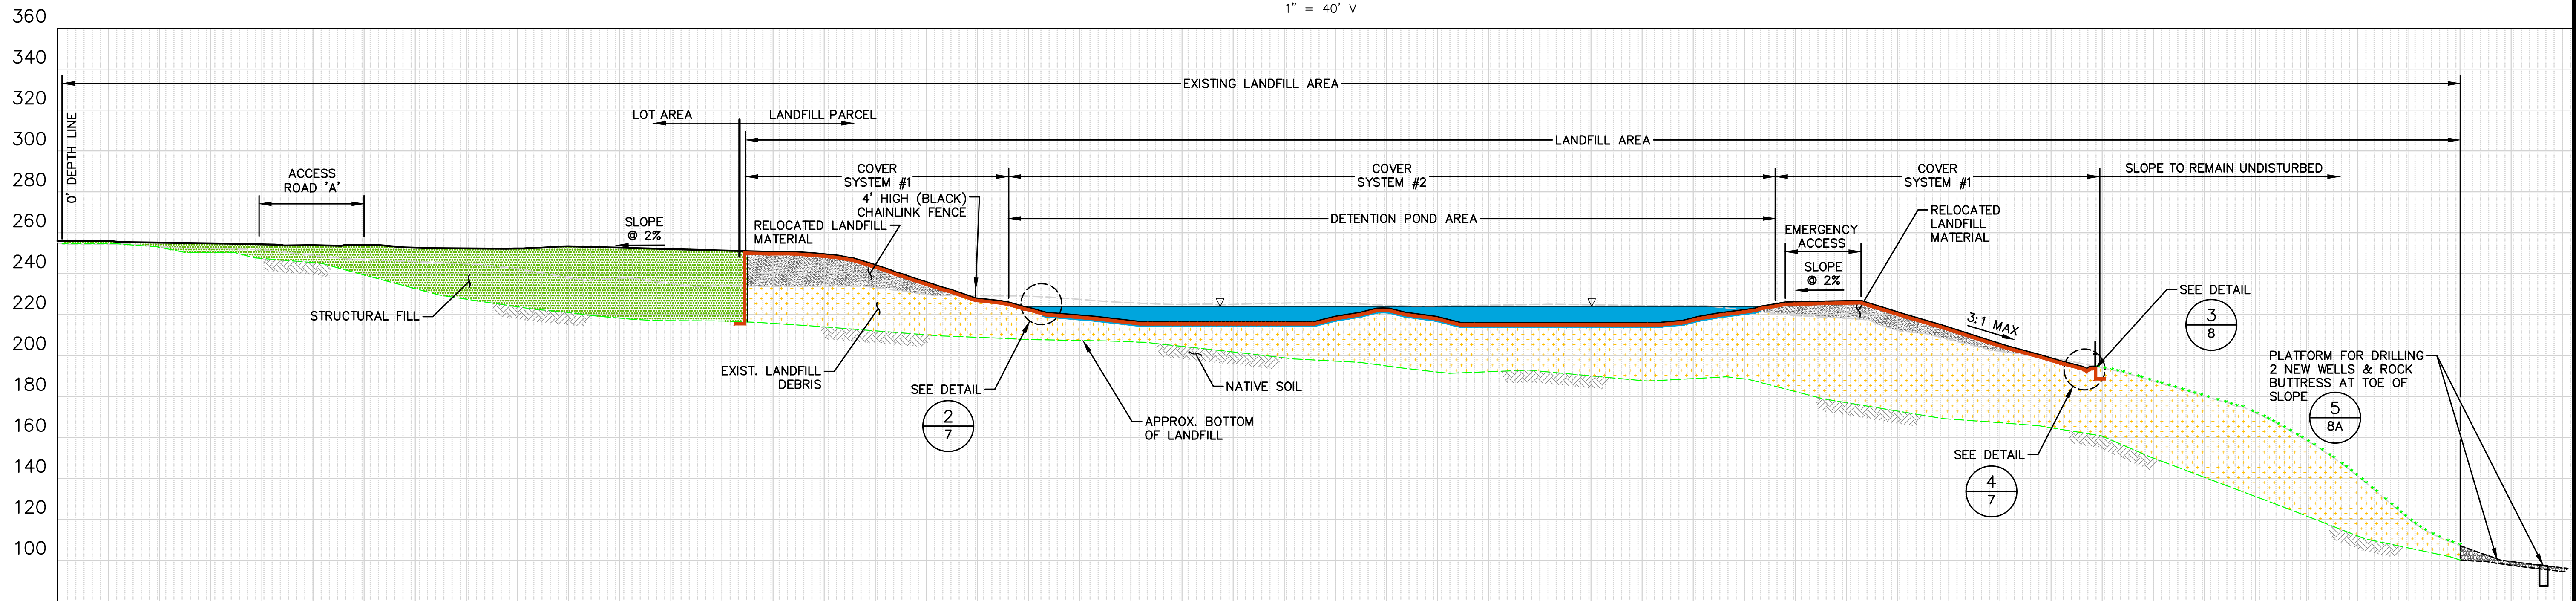 1" = 40' V
360
340
320
300
280
260
240
220
200
180
160
140
120
100
EXISTING LANDFILL AREA
LOT AREA
LANDFILL PARCEL
LANDFILL AREA
0' DEPTH LINE
ACCESS
ROAD 'A'
COVER
SYSTEM #1
COVER
SYSTEM #2
COVER
SYSTEM #1
SLOPE TO REMAIN UNDISTURBED
4' HIGH (BLACK)
CHAINLINK FENCE
DETENTION POND AREA
SLOPE
@ 2%
RELOCATED LANDFILL
MATERIAL
EMERGENCY
ACCESS
SLOPE
@ 2%
RELOCATED
LANDFILL
MATERIAL
STRUCTURAL FILL
EXIST. LANDFILL
DEBRIS
SEE DETAIL
2
7
NATIVE SOIL
APPROX. BOTTOM
OF LANDFILL
3:1 MAX
SEE DETAIL
3
8
SEE DETAIL
4
7
PLATFORM FOR DRILLING
2 NEW WELLS & ROCK
BUTTRESS AT TOE OF
SLOPE
5
8A